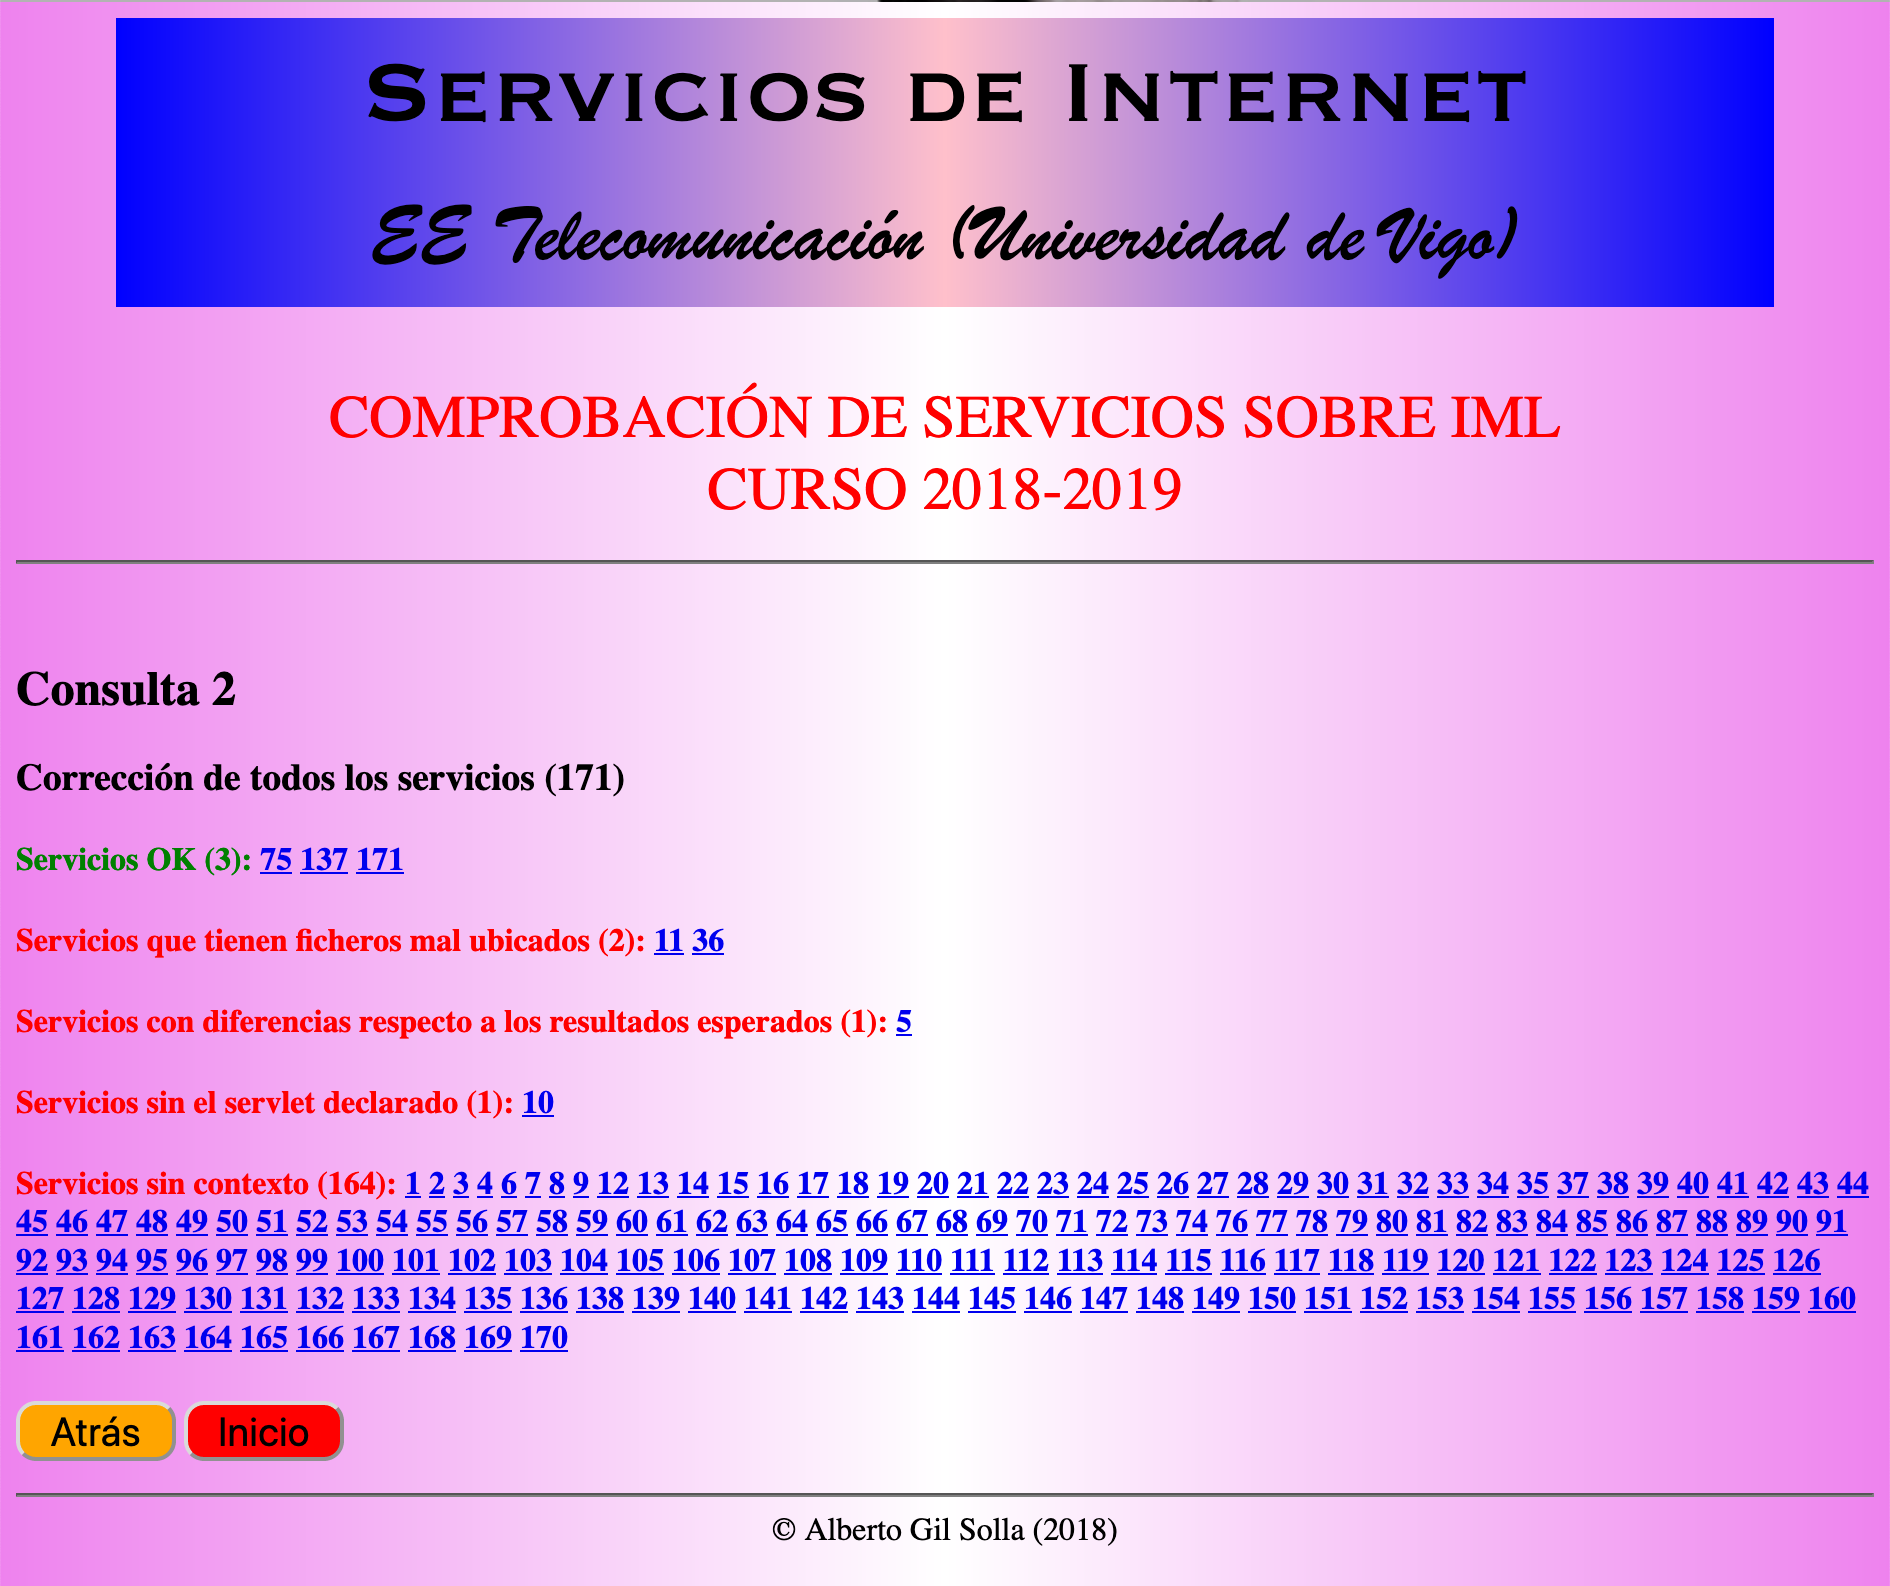 Servicios de Internet
EE Telecomunicación (Universidad de Vigo)
COMPROBACIÓN DE SERVICIOS SOBRE IML
CURSO 2018-2019
Consulta 2
Corrección de todos los servicios (171)
Servicios OK (3): 75 137 171
Servicios que tienen ficheros mal ubicados (2): 11 36
Servicios con diferencias respecto a los resultados esperados (1): 5
Servicios sin el servlet declarado (1): 10
Servicios sin contexto (164): 1 2 3 4 6 7 8 9 12 13 14 15 16 17 18 19 20 21 22 23 24 25 26 27 28 29 30 31 32 33 34 35 37 38 39 40 41 42 43 44
45 46 47 48 49 50 51 52 53 54 55 56 57 58 59 60 61 62 63 64 65 66 67 68 69 70 71 72 73 74 76 77 78 79 80 81 82 83 84 85 86 87 88 89 90 91
92 93 94 95 96 97 98 99 100 101 102 103 104 105 106 107 108 109 110 111 112 113 114 115 116 117 118 119 120 121 122 123 124 125 126
127 128 129 130 131 132 133 134 135 136 138 139 140 141 142 143 144 145 146 147 148 149 150 151 152 153 154 155 156 157 158 159 160
161 162 163 164 165 166 167 168 169 170
Atrás Inicio
© Alberto Gil Solla (2018)